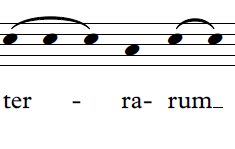 ter - ra- rum_